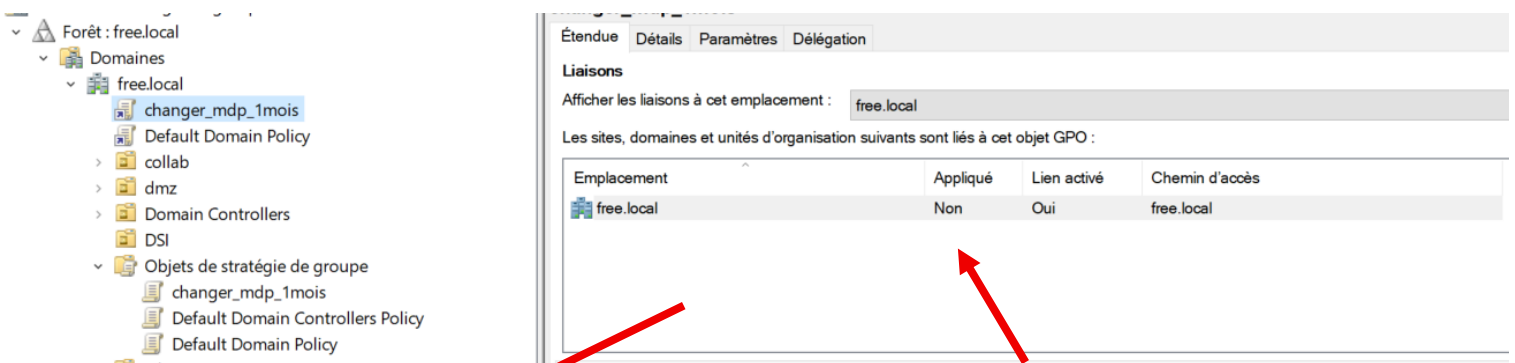 Forêt : free.local
Domaines
free.local
changer_mdp_1mois
Default Domain Policy
collab
dmz
Domain Controllers
DSI
Objets de stratégie de groupe
changer_mdp_1mois
Default Domain Controllers Policy
Default Domain Policy
Étendue Détails Paramètres Délégation
Liaisons
Afficher les liaisons à cet emplacement : free.local
Les sites, domaines et unités d'organisation suivants sont liés à cet objet GPO :
Emplacement Appliqué Lien activé Chemin d'accès
free.local Non Oui free.local